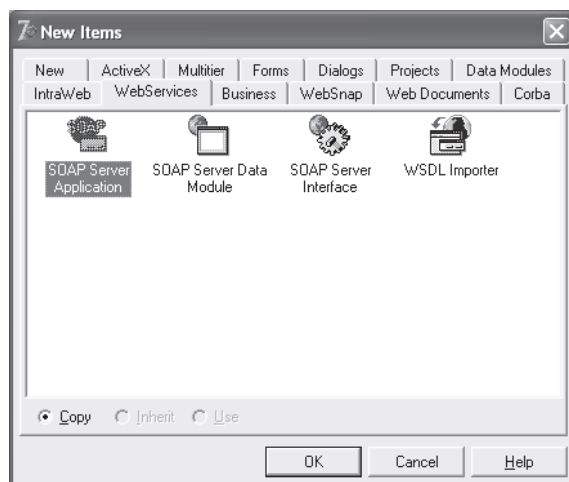 7 New Items
New ActiveX Multitier Forms Dialogs Projects Data Modules
IntraWeb WebServices Business WebSnap Web Documents Corba
SOAP
SOAP Server Application
SOAP Server Data Module
SOAP Server Interface
WSDL Importer
Copy Inherit Use
OK Cancel Help